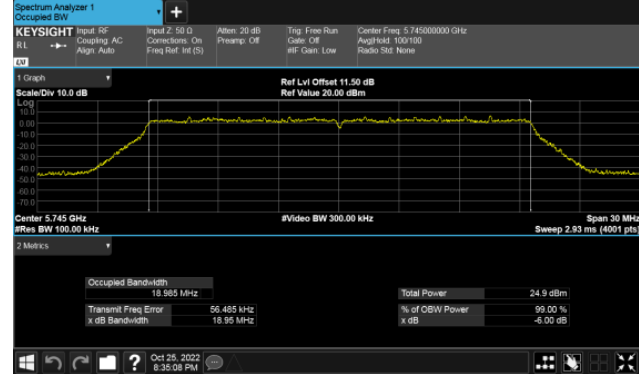 Spectrum Analyzer 1
Occupied BW
+
KEYSIGHT
R L
LXI
Input: RF
Coupling: AC
Align: Auto
Input Z: 50 Ω
Corrections: On
Freq Ref: Int (S)
Atten: 20 dB
Preamp: Off
Trig: Free Run
Gate: Off
#IF Gain: Low
Center Freq: 5.745000000 GHz
Avg|Hold: 100/100
Radio Std: None
1 Graph
Scale/Div 10.0 dB
Ref Lvl Offset 11.50 dB
Ref Value 20.00 dBm
Log
10.0
0.00
-10.0
-20.0
-30.0
-40.0
-50.0
-60.0
-70.0
Center 5.745 GHz
#Video BW 300.00 kHz
Span 30 MHz
#Res BW 100.00 kHz
Sweep 2.93 ms (4001 pts)
2 Metrics
Occupied Bandwidth
18.985 MHz
Total Power 24.9 dBm
Transmit Freq Error 56.485 kHz
% of OBW Power 99.00 %
x dB Bandwidth 18.95 MHz
x dB -6.00 dB
?
Oct 25, 2022
8:35:08 PM